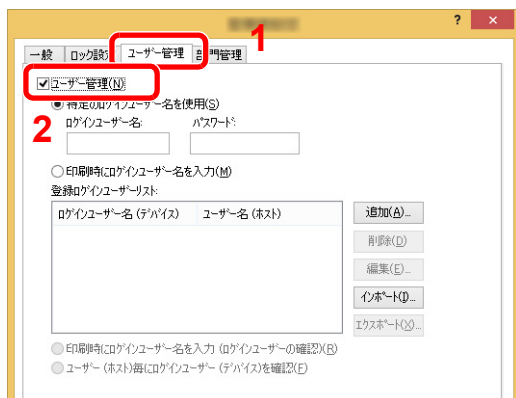 ? ×
1
一般 ロック設定 ユーザー管理 部門管理
ユーザー管理(N)
2
特定のログインユーザー名を使用(S)
ログインユーザー名: パスワード:
印刷時にログインユーザー名を入力(M)
登録ログインユーザーリスト:
ログインユーザー名 (デバイス) ユーザー名 (ホスト)
追加(A)...
削除(D)
編集(E)...
インポート(I)...
エクスポート(X)...
印刷時にログインユーザー名を入力 (ログインユーザーの確認)(R)
ユーザー (ホスト)毎にログインユーザー (デバイス)を確認(F)